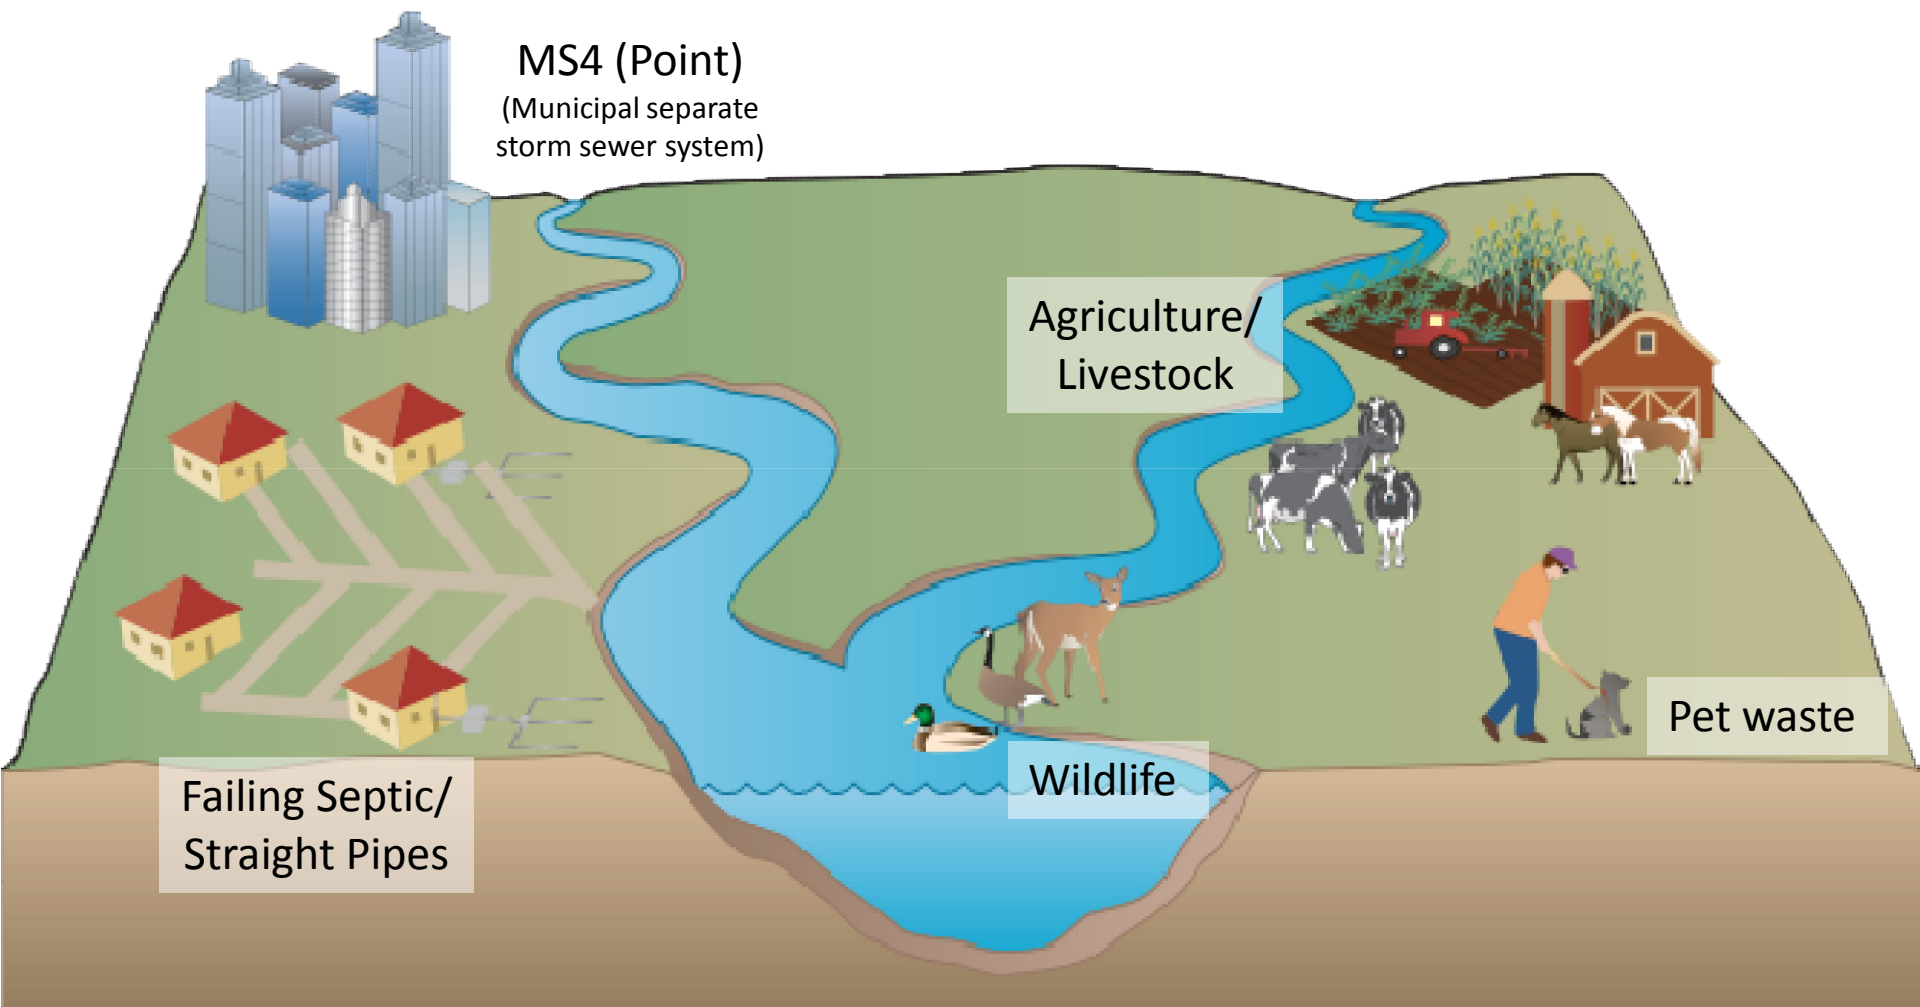 MS4 (Point)
(Municipal separate
storm sewer system)
Agriculture/
Livestock
Pet waste
Wildlife
Failing Septic/
Straight Pipes